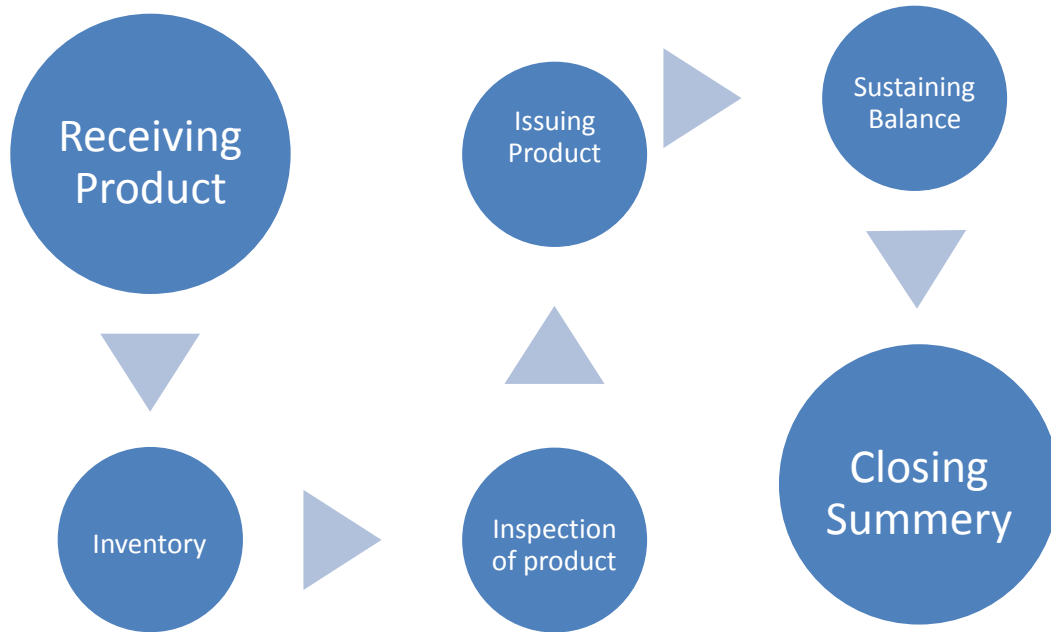 Receiving
Product
Inventory
Inspection
of product
Issuing
Product
Sustaining
Balance
Closing
Summery